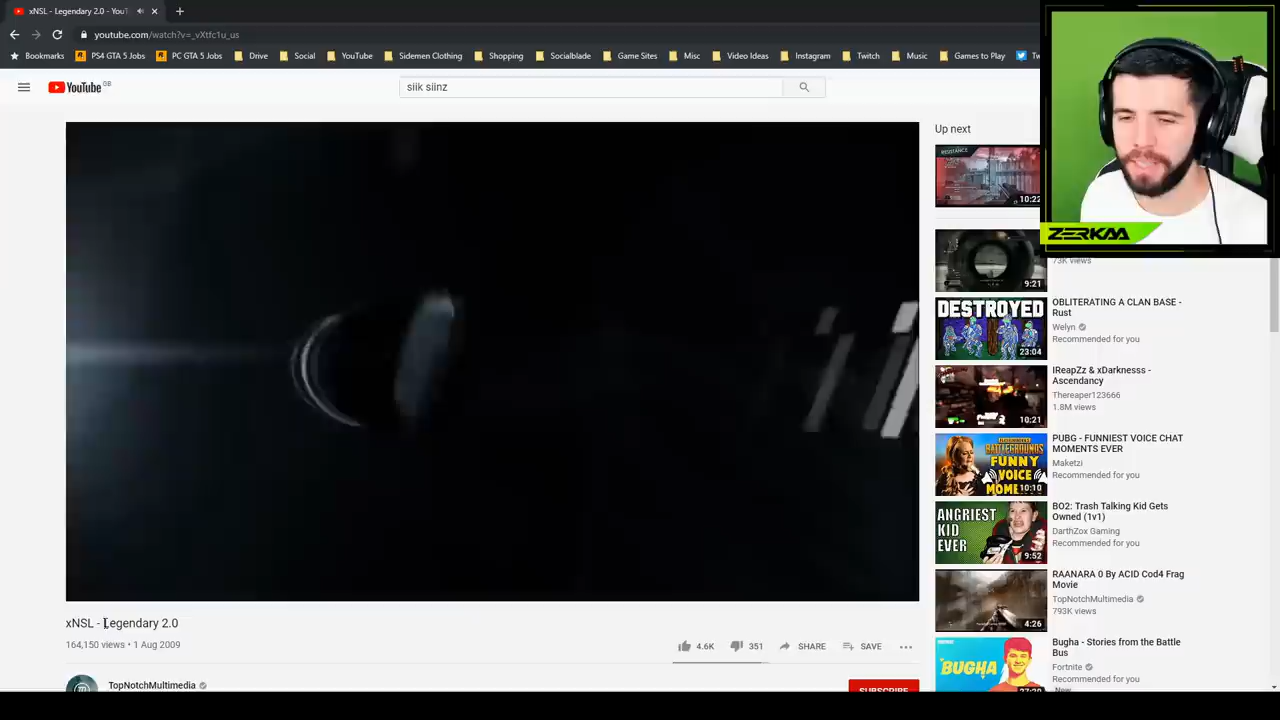 xNSL - Legendary 2.0 - YouT
youtube.com/watch?v=_vXtfc1u_us
Bookmarks
PS4 GTA 5 Jobs
PC GTA 5 Jobs
Drive
Social
YouTube
Sidemen Clothing
Shopping
Socialblade
Game Sites
Misc
Video Ideas
Instagram
Twitch
Music
Games to Play
Tw
YouTube GB
siik siinz
ZERKAA
Up next
RESISTANCE
10:22
73K views
9:21
DESTROYED
23:04
OBLITERATING A CLAN BASE -
Rust
Welyn
Recommended for you
10:21
IReapZz & xDarknesss -
Ascendancy
Thereaper123666
1.8M views
BATTLEGROUNDS
FUNNY
VOICE
MOMEN
10:10
PUBG - FUNNIEST VOICE CHAT
MOMENTS EVER
Maketzi
Recommended for you
ANGRIEST
KID
EVER
9:52
BO2: Trash Talking Kid Gets
Owned (1v1)
DarthZox Gaming
Recommended for you
4:26
RAANARA 0 By ACID Cod4 Frag
Movie
TopNotchMultimedia
793K views
BUGHA
27:20
Bugha - Stories from the Battle
Bus
Fortnite
Recommended for you
New
xNSL - Legendary 2.0
164,150 views • 1 Aug 2009
4.6K
351
SHARE
SAVE
TopNotchMultimedia
SUBSCRIBE